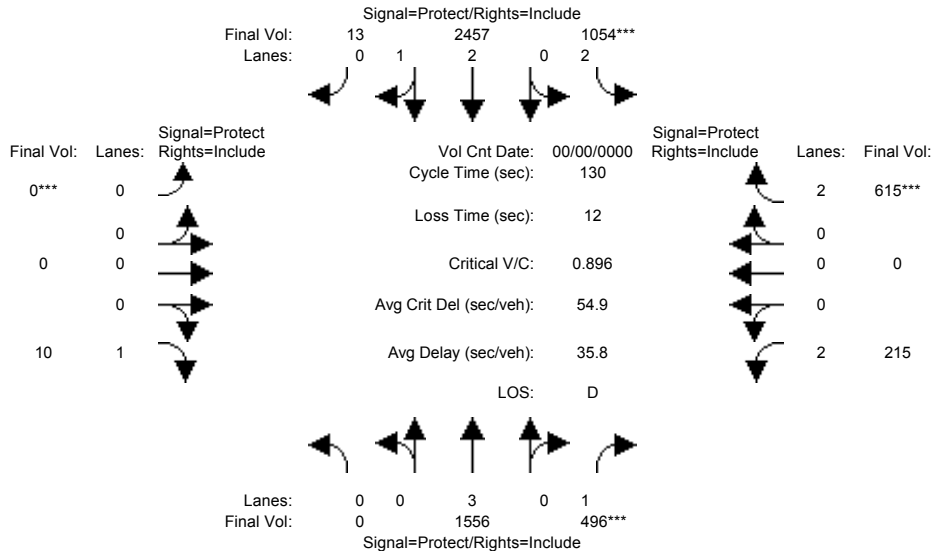 Signal=Protect/Rights=Include
Final Vol: 13 2457 1054***
Lanes: 0 1 2 0 2
Signal=Protect Signal=Protect
Final Vol: Lanes: Rights=Include Vol Cnt Date: 00/00/0000 Rights=Include Lanes: Final Vol:
Cycle Time (sec): 130
0*** 0 2 615***
Loss Time (sec): 12
0 0
0 0 Critical V/C: 0.896 0 0
0 Avg Crit Del (sec/veh): 54.9 0
10 1 Avg Delay (sec/veh): 35.8 2 215
LOS: D
Lanes: 0 0 3 0 1
Final Vol: 0 1556 496***
Signal=Protect/Rights=Include